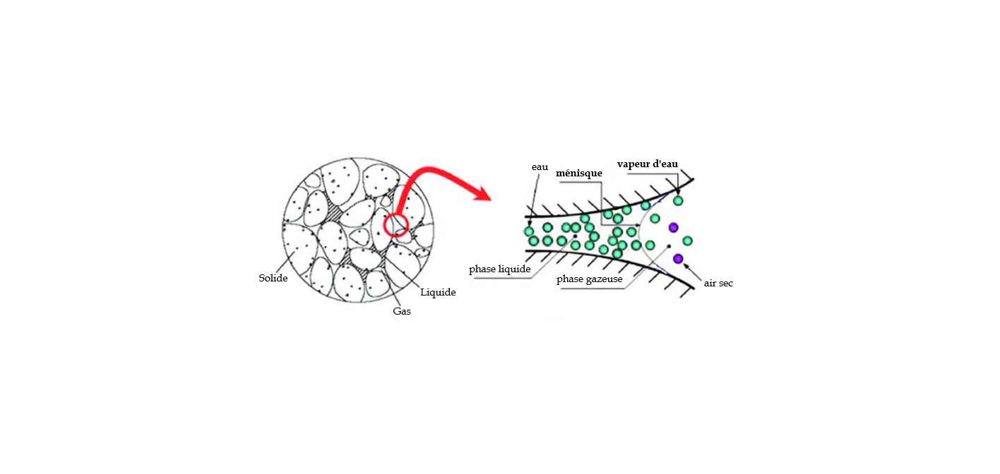 Solide
Liquide
Gas
eau
ménisque
vapeur d'eau
phase liquide
phase gazeuse
air sec